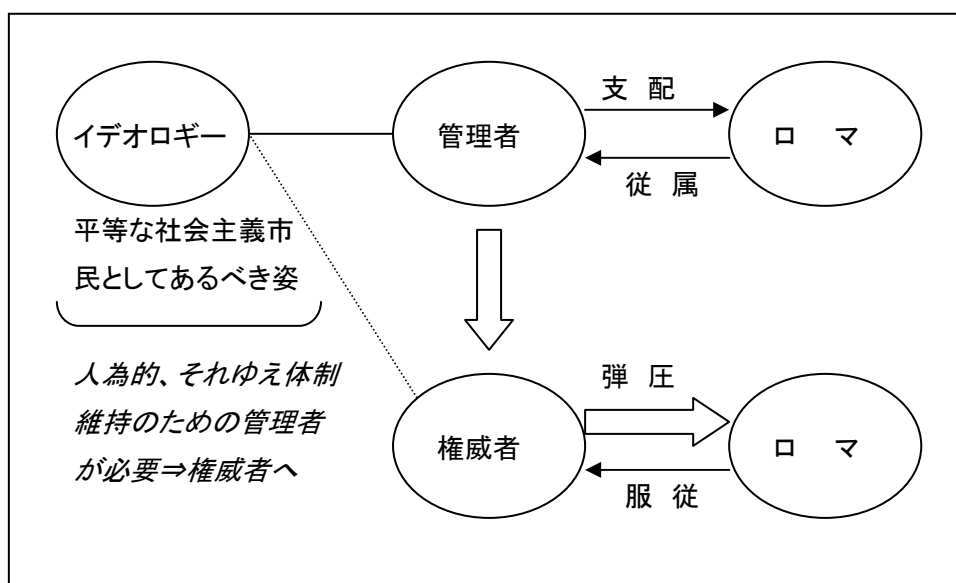 イデオロギー
管理者
支 配
従 属
ロ マ
平等な社会主義市
民としてあるべき姿
人為的、それゆえ体制
維持のための管理者
が必要⇒権威者へ
権威者
弾 圧
服 従
ロ マ